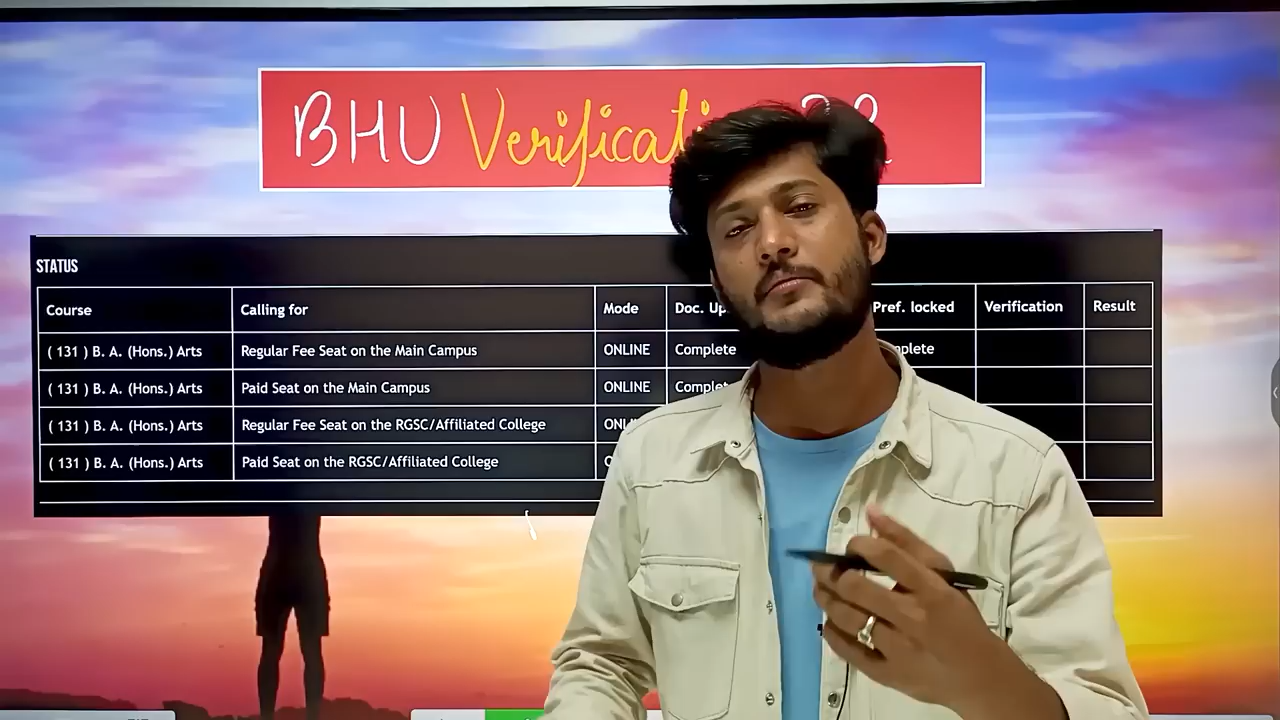 BHU
STATUS
Course Calling for Mode Doc. Pref. locked Verification Result
( 131 ) B. A. (Hons.) Arts Regular Fee Seat on the Main Campus ONLINE Complete
( 131 ) B. A. (Hons.) Arts Paid Seat on the Main Campus ONLINE
( 131 ) B. A. (Hons.) Arts Regular Fee Seat on the RGSC/Affiliated College
( 131 ) B. A. (Hons.) Arts Paid Seat on the RGSC/Affiliated College